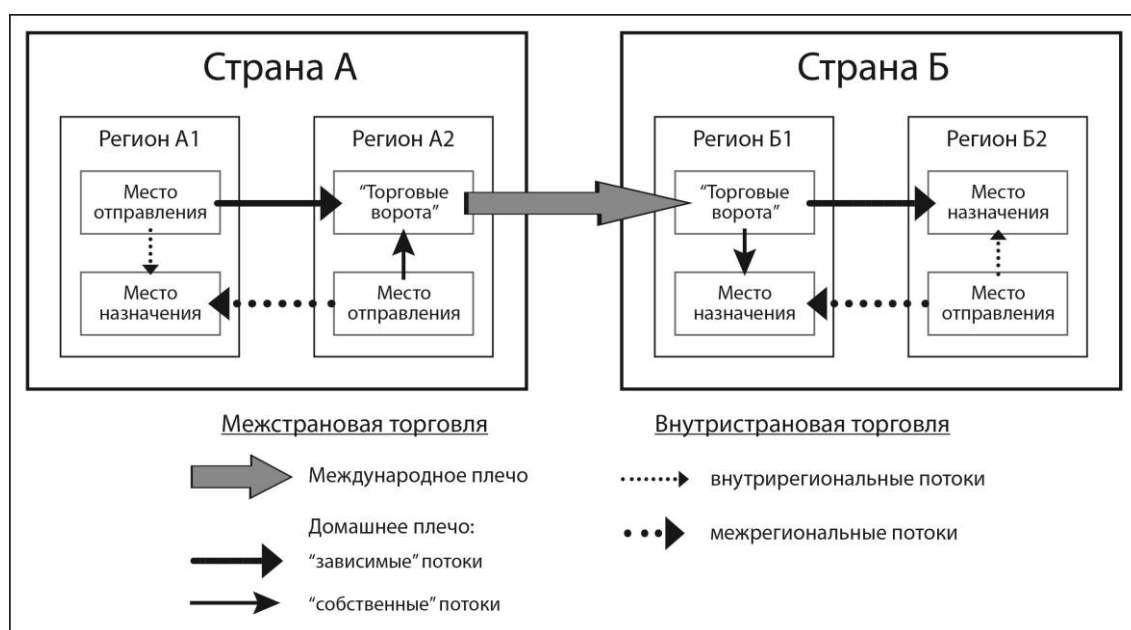 Страна А
Страна Б
Регион А1
Регион А2
Регион Б1
Регион Б2
Место
отправления
"Торговые
ворота"
"Торговые
ворота"
Место
назначения
Место
назначения
Место
отправления
Место
назначения
Место
отправления
Межстрановая торговля
Международное плечо
Домашнее плечо:
"зависимые" потоки
"собственные" потоки
Внутристрановая торговля
внутрирегиональные потоки
межрегиональные потоки